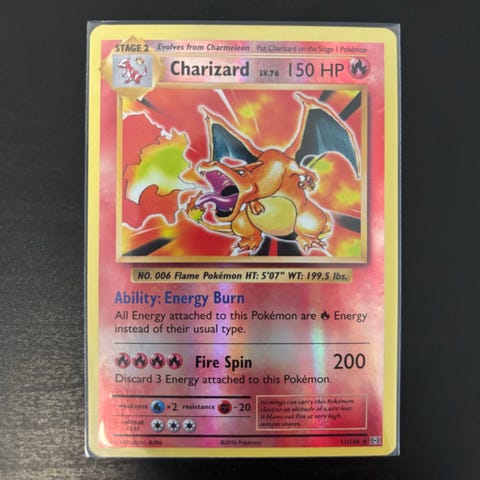 STAGE 2 Evolves from Charmeleon Put Charizard on the Stage 1 Pokémon
Charizard LV.76 150 HP
NO. 006 Flame Pokémon HT: 5'07" WT: 199.5 lbs.
Ability: Energy Burn
All Energy attached to this Pokémon are Energy
instead of their usual type.
Fire Spin 200
Discard 3 Energy attached to this Pokémon.
weakness ×2 resistance -20
retreat
cost
Its wings can carry this Pokémon
close to an altitude of 4,600 feet.
It blows out fire at very high
temperatures.
©2016 Pokémon
11/108